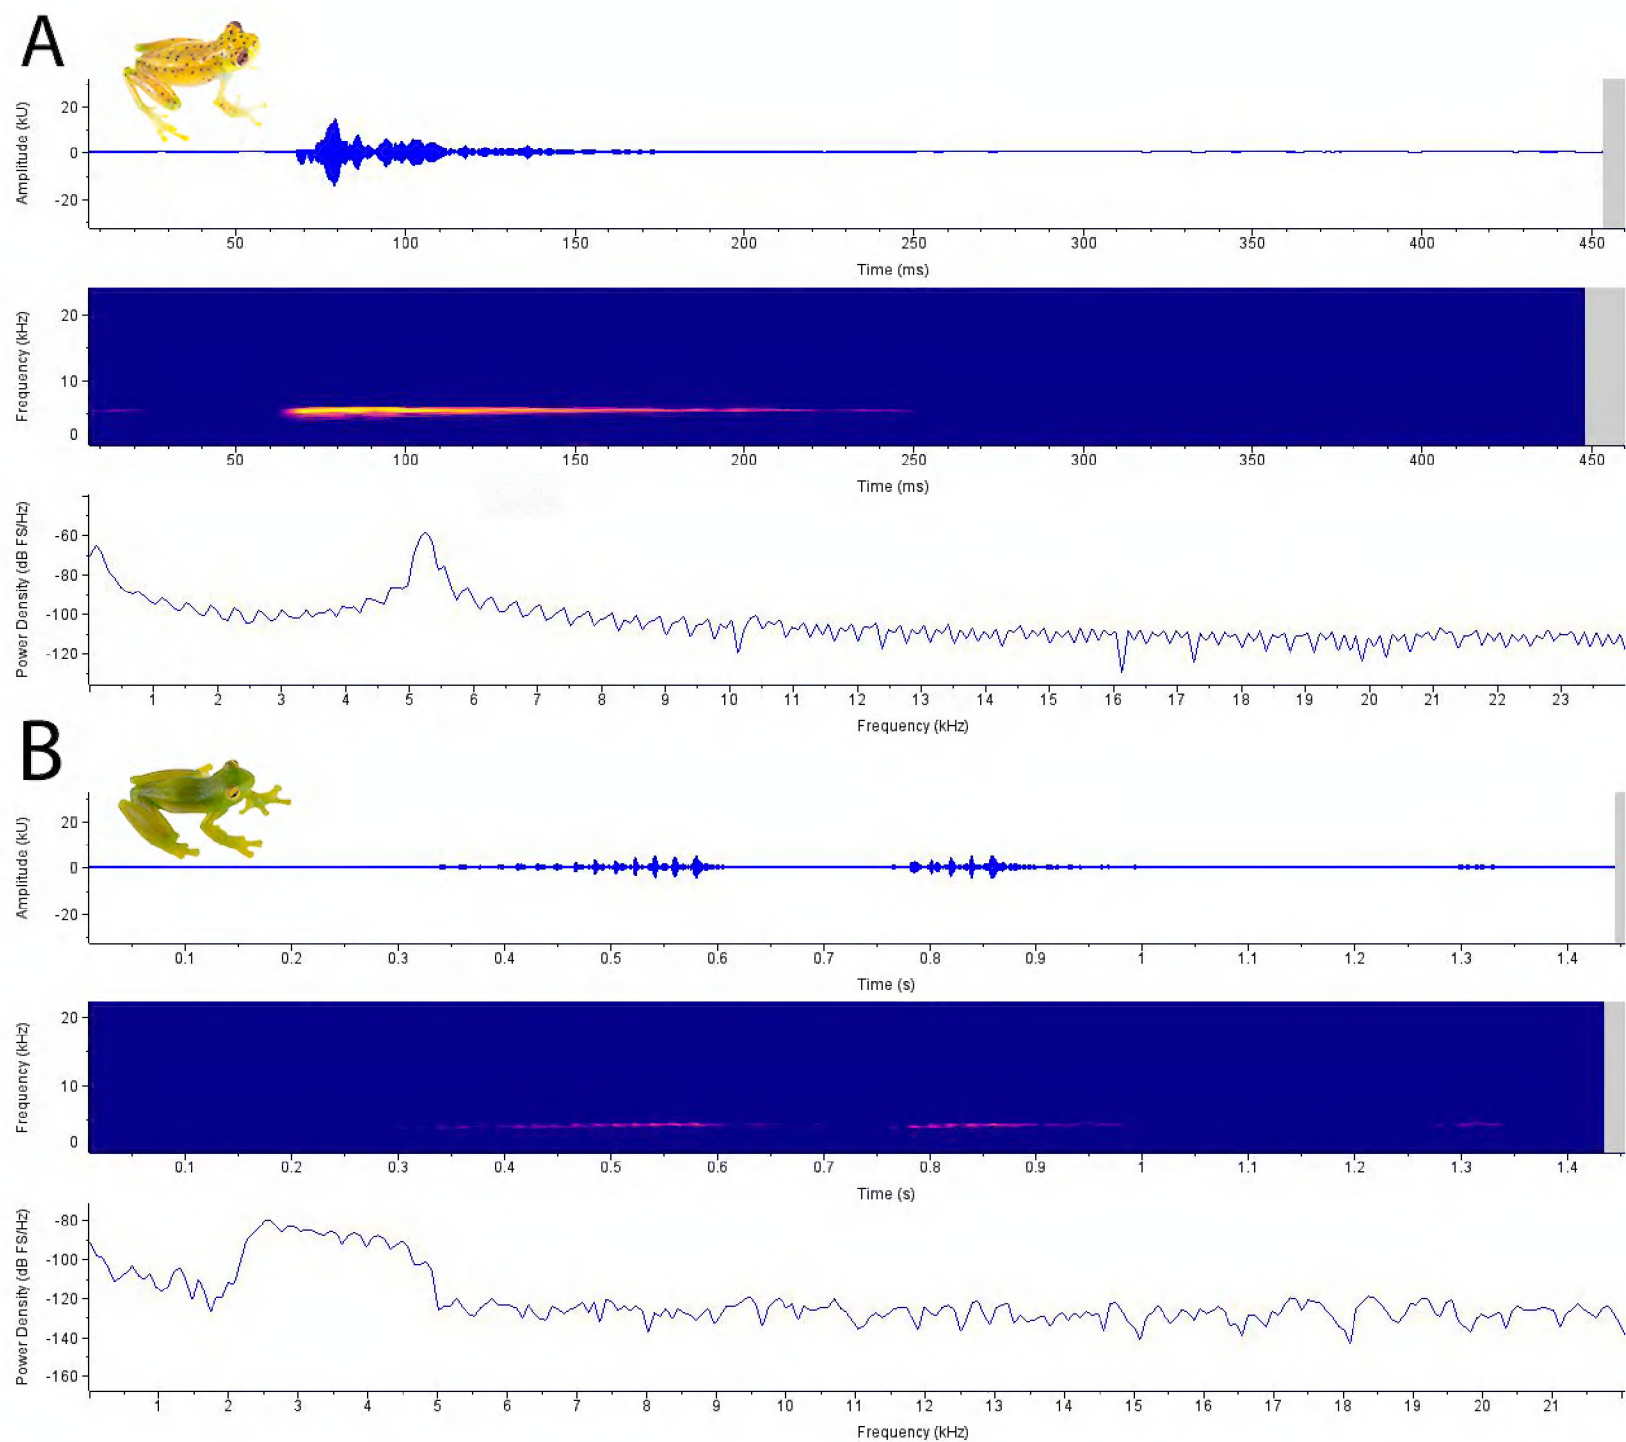 A
Amplitude (kU)
20
0
-20
50 100 150 200 250 300 350 400 450
Time (ms)
Frequency (kHz)
20
10
0
50 100 150 200 250 300 350 400 450
Time (ms)
Power Density (dB FS/Hz)
-60
-80
-100
-120
1 2 3 4 5 6 7 8 9 10 11 12 13 14 15 16 17 18 19 20 21 22 23
Frequency (kHz)
B
Amplitude (kU)
20
0
-20
0.1 0.2 0.3 0.4 0.5 0.6 0.7 0.8 0.9 1 1.1 1.2 1.3 1.4
Time (s)
Frequency (kHz)
20
10
0
0.1 0.2 0.3 0.4 0.5 0.6 0.7 0.8 0.9 1 1.1 1.2 1.3 1.4
Time (s)
Power Density (dB FS/Hz)
-80
-100
-120
-140
-160
1 2 3 4 5 6 7 8 9 10 11 12 13 14 15 16 17 18 19 20 21
Frequency (kHz)